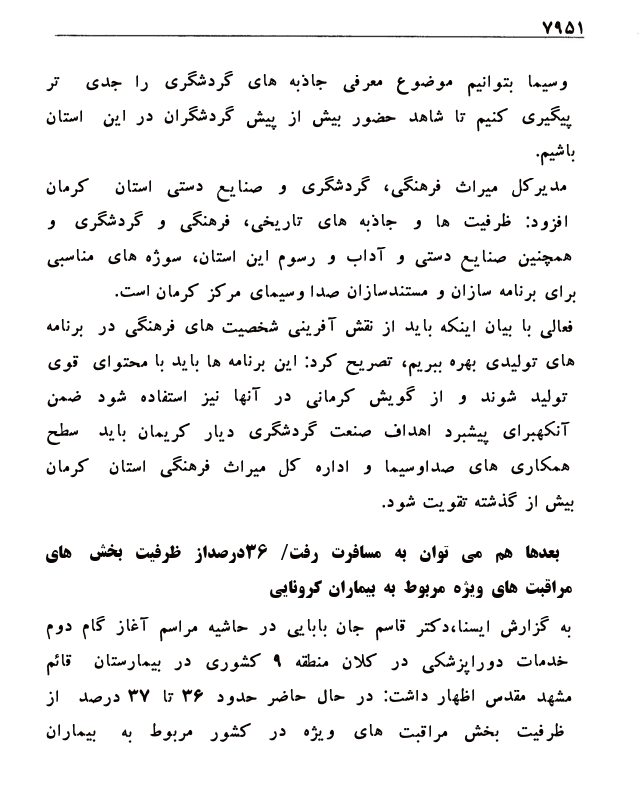 ۷۹۵۱
وسیما بتوانیم موضوع معرفی جاذبه های گردشگری را جدی تر
پیگیری کنیم تا شاهد حضور بیش از پیش گردشگران در این استان
باشیم.
مدیرکل میراث فرهنگی، گردشگری و صنایع دستی استان کرمان
افزود: ظرفیت ها و جاذبه های تاریخی، فرهنگی و گردشگری و
همچنین صنایع دستی و آداب و رسوم این استان، سوژه های مناسبی
برای برنامه سازان و مستندسازان صدا وسیمای مرکز کرمان است.
فعالی با بیان اینکه باید از نقش آفرینی شخصیت های فرهنگی در برنامه
های تولیدی بهره ببریم، تصریح کرد: این برنامه ها باید با محتوای قوی
تولید شوند و از گویش کرمانی در آنها نیز استفاده شود ضمن
آنکهبرای پیشبرد اهداف صنعت گردشگری دیار کریمان باید سطح
همکاری های صداوسیما و اداره کل میراث فرهنگی استان کرمان
بیش از گذشته تقویت شود.
بعدها هم می توان به مسافرت رفت/ ۳۶درصداز ظرفیت بخش های
مراقبت های ویژه مربوط به بیماران کرونایی
به گزارش ایسنا،دکتر قاسم جان بابایی در حاشیه مراسم آغاز گام دوم
خدمات دوراپزشکی در کلان منطقه ۹ کشوری در بیمارستان قائم
مشهد مقدس اظهار داشت: در حال حاضر حدود ۳۶ تا ۳۷ درصد از
ظرفیت بخش مراقبت های ویژه در کشور مربوط به بیماران